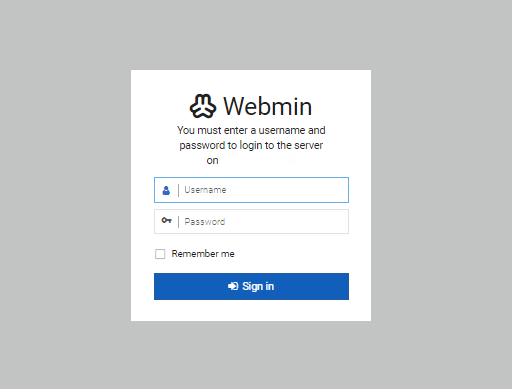 Webmin
You must enter a username and
password to login to the server
on
Username
Password
Remember me
Sign in